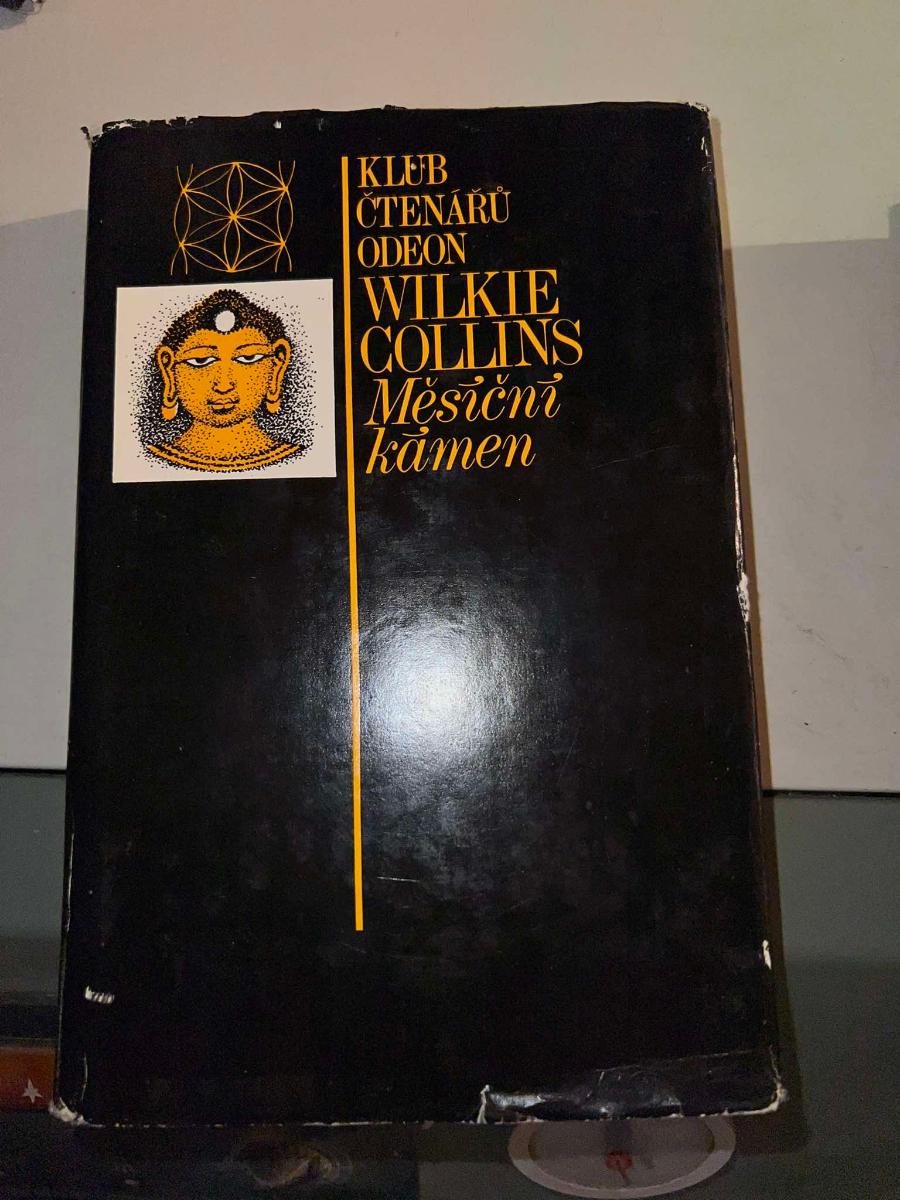 KLUB
ČTENÁŘŮ
ODEON
WILKIE
COLLINS
Měsíční
kámen